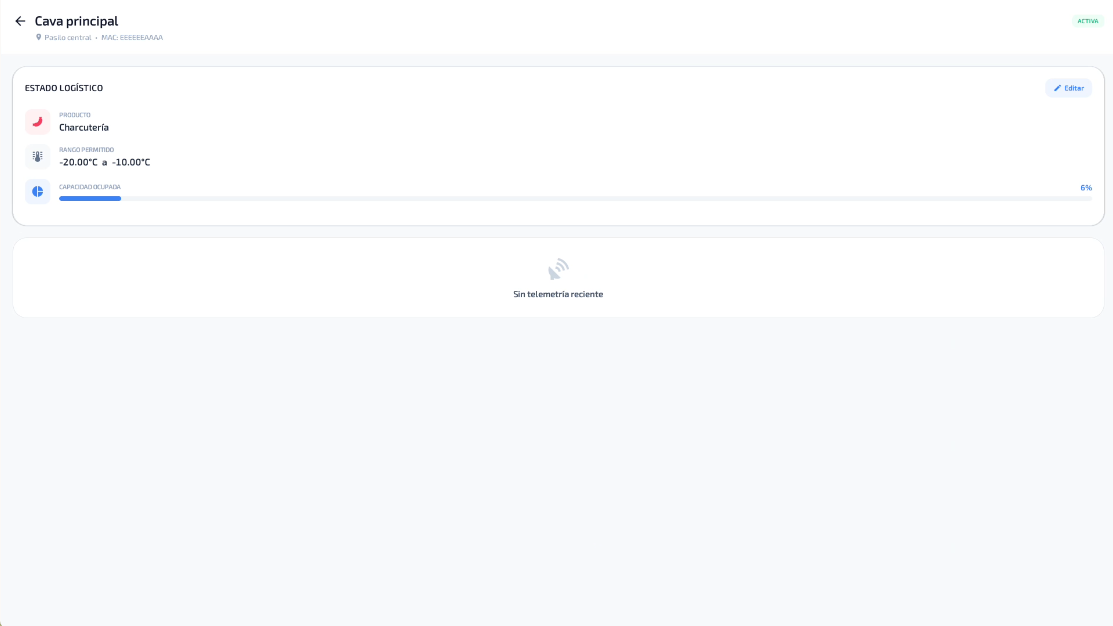 Cava principal
ACTIVA
Pasillo central • MAC: EEEEEEAAAA
ESTADO LOGÍSTICO
Editar
PRODUCTO
Charcutería
RANGO PERMITIDO
-20.00°C a -10.00°C
CAPACIDAD OCUPADA
6%
Sin telemetría reciente